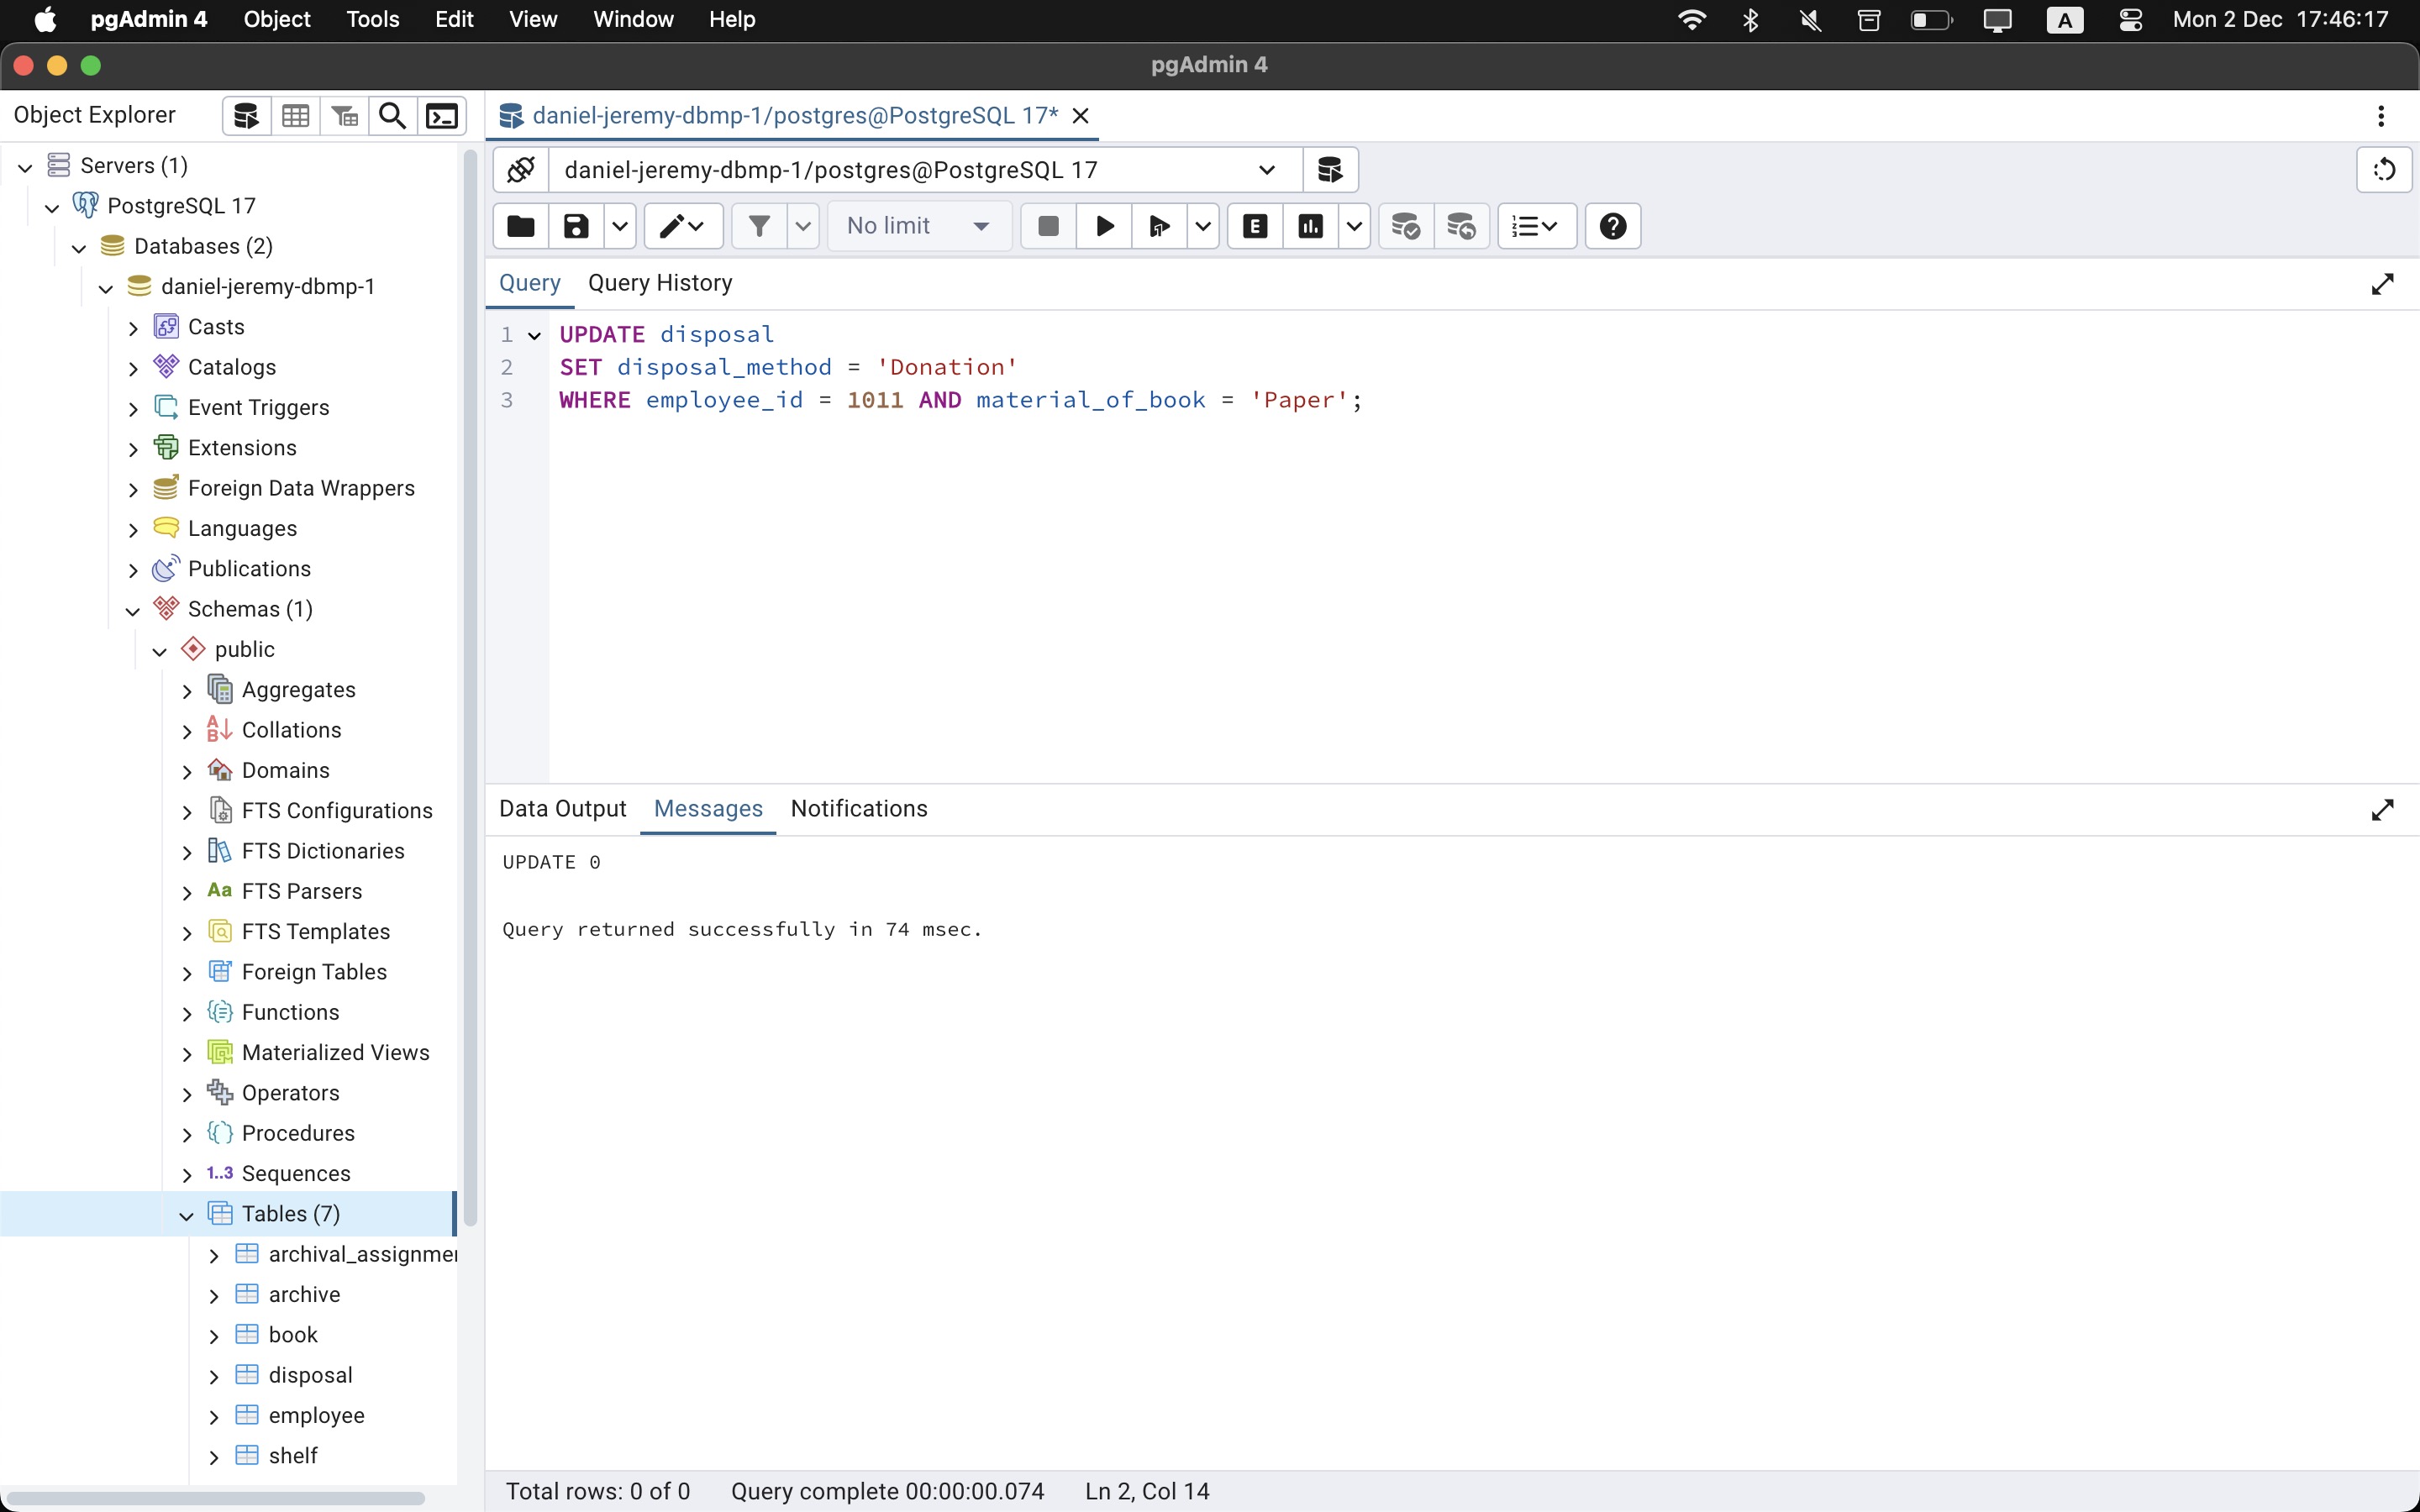 pgAdmin 4 Object Tools Edit View Window Help A Mon 2 Dec 17:46:17
pgAdmin 4
Object Explorer
daniel-jeremy-dbmp-1/postgres@PostgreSQL 17*
Servers (1)
daniel-jeremy-dbmp-1/postgres@PostgreSQL 17
PostgreSQL 17
No limit
E
Databases (2)
daniel-jeremy-dbmp-1
Query Query History
Casts
Catalogs
Event Triggers
Extensions
Foreign Data Wrappers
Languages
Publications
Schemas (1)
public
Aggregates
Collations
Domains
FTS Configurations
FTS Dictionaries
Aa FTS Parsers
FTS Templates
Foreign Tables
Functions
Materialized Views
Operators
Procedures
1..3 Sequences
Tables (7)
archival_assignme
archive
book
disposal
employee
shelf
1 UPDATE disposal
2 SET disposal_method = 'Donation'
3 WHERE employee_id = 1011 AND material_of_book = 'Paper';
Data Output Messages Notifications
UPDATE 0
Query returned successfully in 74 msec.
Total rows: 0 of 0 Query complete 00:00:00.074 Ln 2, Col 14